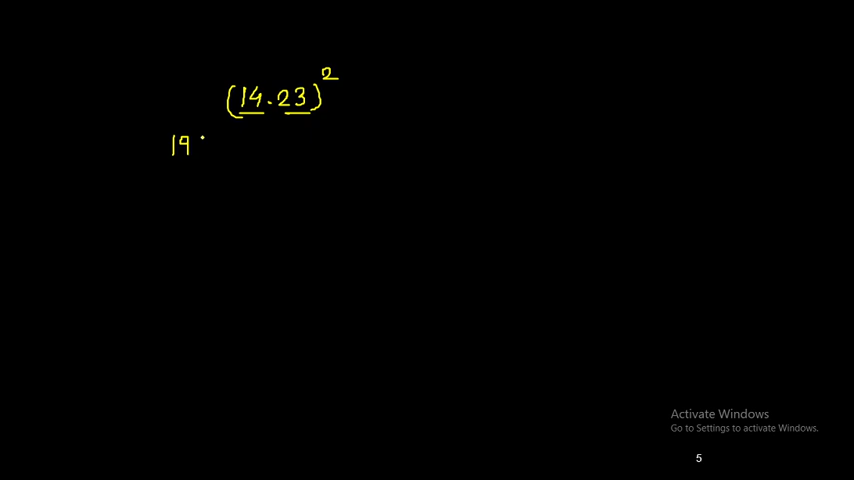 (14.23)²
19
Activate Windows
Go to Settings to activate Windows.
5